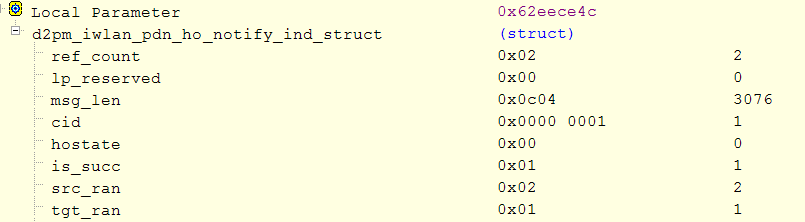 Local Parameter 0x62eece4c
d2pm_iwlan_pdn_ho_notify_ind_struct (struct)
ref_count 0x02 2
lp_reserved 0x00 0
msg_len 0x0c04 3076
cid 0x0000 0001 1
hostate 0x00 0
is_succ 0x01 1
src_ran 0x02 2
tgt_ran 0x01 1